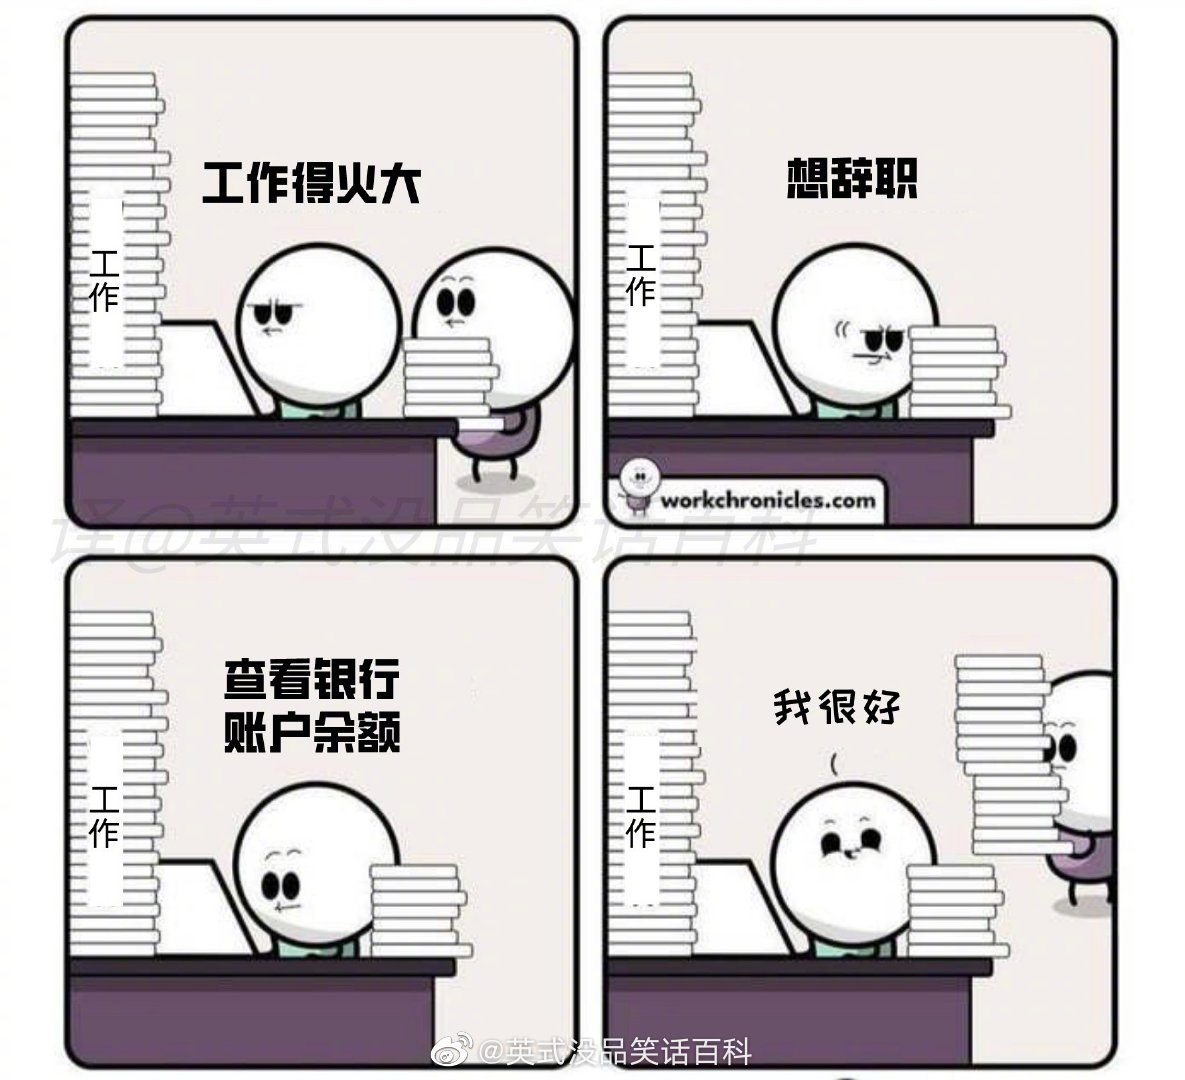 工作得火大
工
作
想辞职
工
作
workchronicles.com
译@英式没品笑话百科
查看银行
账户余额
工
作
我很好
工
作
@英式没品笑话百科